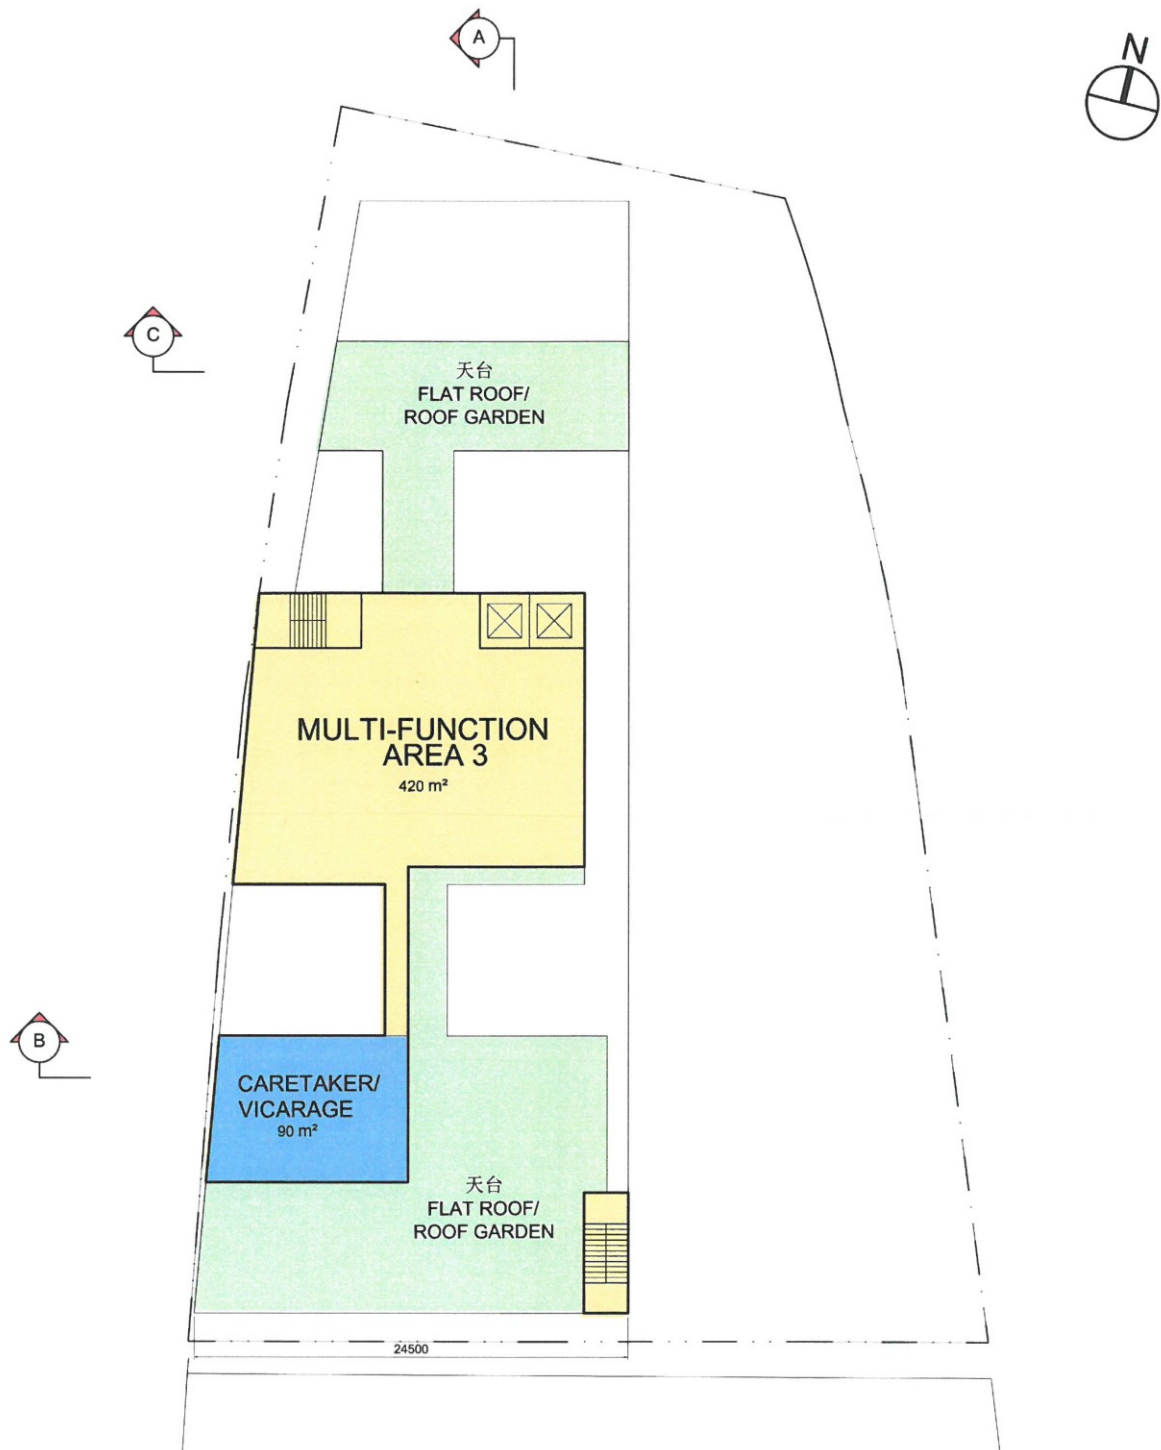 A
N
C
天台
FLAT ROOF/
ROOF GARDEN
MULTI-FUNCTION
AREA 3
420 m²
B
CARETAKER/
VICARAGE
90 m²
天台
FLAT ROOF/
ROOF GARDEN
24500